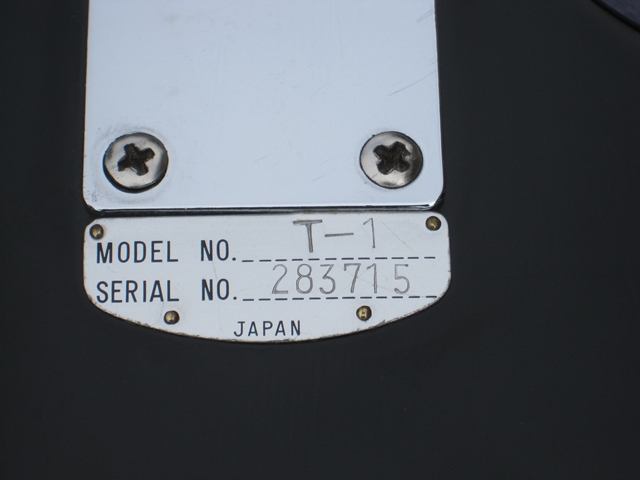 MODEL NO. T-1
SERIAL NO. 283715
JAPAN